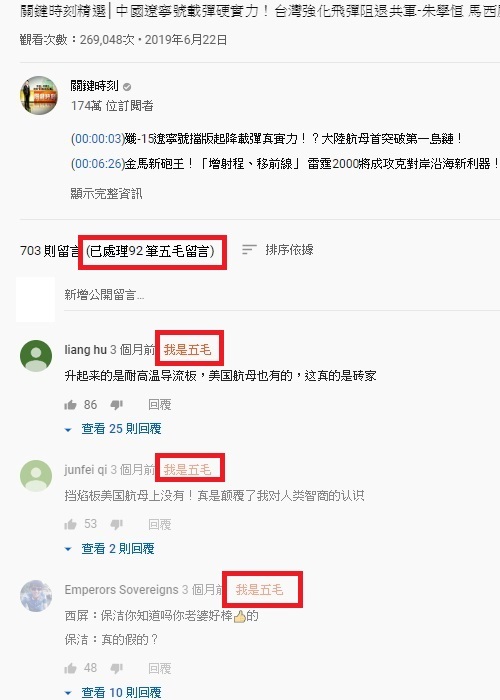 關鍵時刻精選│中國遼寧號載彈硬實力！台灣強化飛彈阻退共軍-朱學恒 馬西
觀看次數：269,048次 • 2019年6月22日
關鍵時刻
174萬 位訂閱者
(00:00:03)殲-15遼寧號擋版起降載彈真實力！？大陸航母首突破第一島鏈！
(00:06:26)金馬新砲王！「增射程、移前線」 雷霆2000將成攻克對岸沿海新利器！
顯示完整資訊
703 則留言 (已處理92 筆五毛留言) 排序依據
新增公開留言...
liang hu 3 個月前 我是五毛
升起来的是耐高温导流板，美国航母也有的，这真的是砖家
86 回覆
查看 25 則回覆
junfei qi 3 個月前 我是五毛
挡焰板美国航母上没有！真是颠覆了我对人类智商的认识
53 回覆
查看 2 則回覆
Emperors Sovereigns 3 個月前 我是五毛
西屏：保洁你知道吗你老婆好棒👍的
保洁：真的假的？
48 回覆
查看 10 則回覆